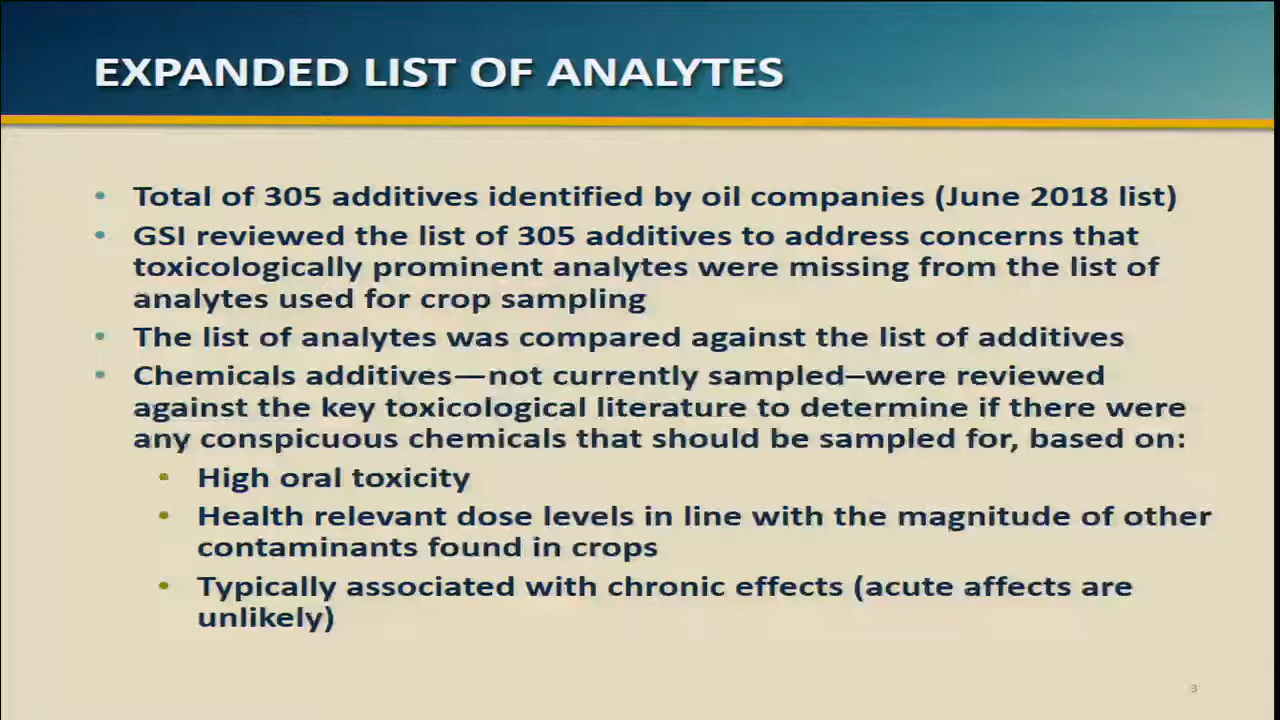 EXPANDED LIST OF ANALYTES
• Total of 305 additives identified by oil companies (June 2018 list)
• GSI reviewed the list of 305 additives to address concerns that
toxicologically prominent analytes were missing from the list of
analytes used for crop sampling
• The list of analytes was compared against the list of additives
• Chemicals additives—not currently sampled–were reviewed
against the key toxicological literature to determine if there were
any conspicuous chemicals that should be sampled for, based on:
• High oral toxicity
• Health relevant dose levels in line with the magnitude of other
contaminants found in crops
• Typically associated with chronic effects (acute affects are
unlikely)
3